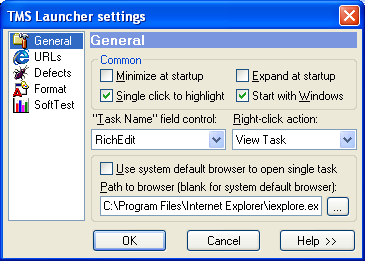 TMS Launcher settings
General
URLs
Defects
Format
SoftTest
General
Common
Minimize at startup
Expand at startup
Single click to highlight
Start with Windows
"Task Name" field control:
Right-click action:
RichEdit
View Task
Use system default browser to open single task
Path to browser (blank for system default browser):
C:\Program Files\Internet Explorer\iexplore.ex
...
OK
Cancel
Help >>